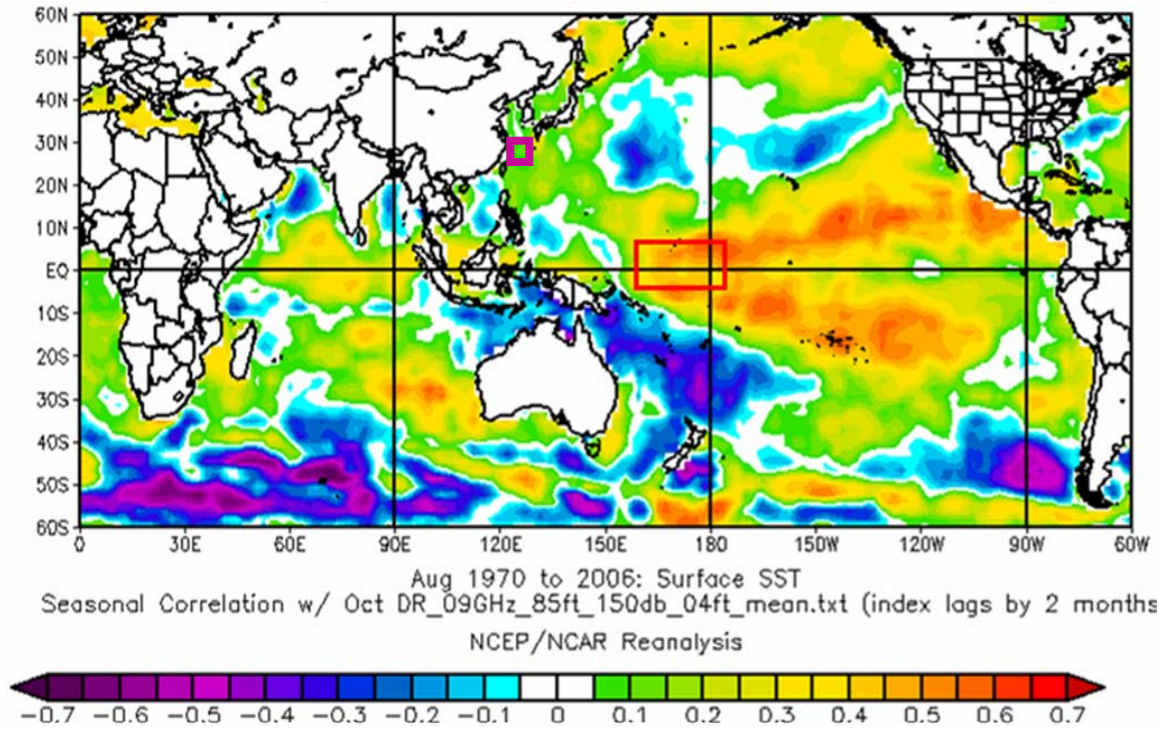 60N
50N
40N
30N
20N
10N
EQ
10S
20S
30S
40S
50S
60S
0 30E 60E 90E 120E 150E 180 150W 120W 90W 60W
Aug 1970 to 2006: Surface SST
Seasonal Correlation w/ Oct DR_09GHz_85ft_150db_04ft_mean.txt (index lags by 2 months
NCEP/NCAR Reanalysis
-0.7 -0.6 -0.5 -0.4 -0.3 -0.2 -0.1 0 0.1 0.2 0.3 0.4 0.5 0.6 0.7